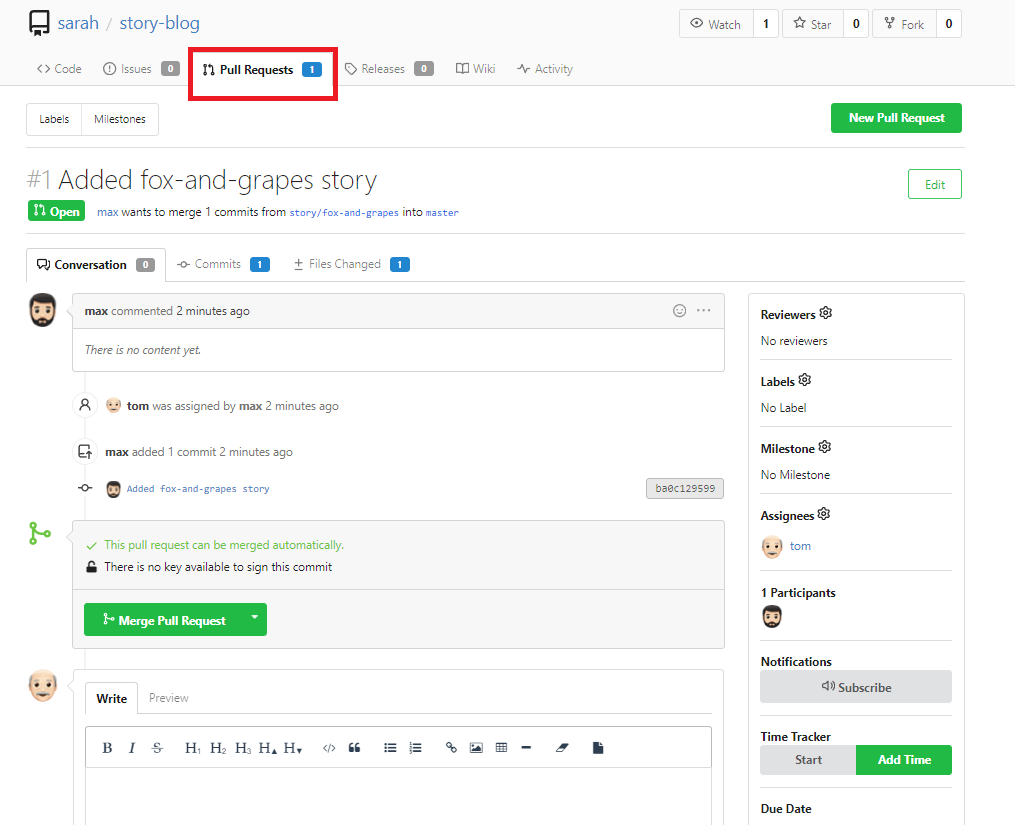 sarah / story-blog
Watch 1 Star 0 Fork 0
Code Issues 0 Pull Requests 1 Releases 0 Wiki Activity
Labels Milestones New Pull Request
#1 Added fox-and-grapes story Edit
Open max wants to merge 1 commits from story/fox-and-grapes into master
Conversation 0 Commits 1 Files Changed 1
max commented 2 minutes ago
There is no content yet.
tom was assigned by max 2 minutes ago
max added 1 commit 2 minutes ago
Added fox-and-grapes story ba0c129599
This pull request can be merged automatically.
There is no key available to sign this commit
Merge Pull Request
Write Preview
B I S H1 H2 H3 H▲ H▼
Reviewers
No reviewers
Labels
No Label
Milestone
No Milestone
Assignees
tom
1 Participants
Notifications
Subscribe
Time Tracker
Start Add Time
Due Date